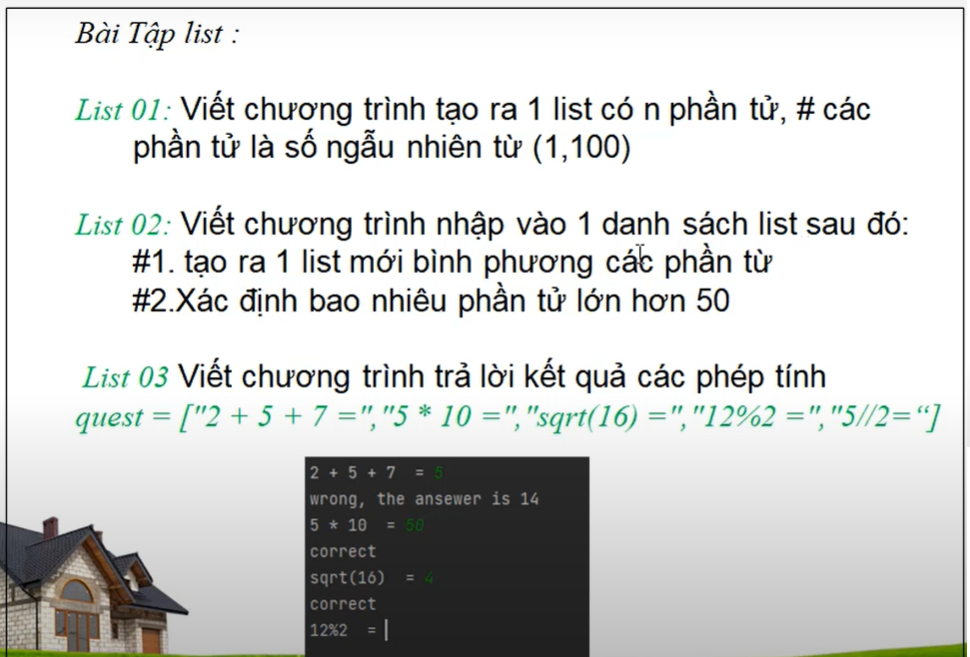 Bài Tập list :
List 01: Viết chương trình tạo ra 1 list có n phần tử, # các
phần tử là số ngẫu nhiên từ (1,100)
List 02: Viết chương trình nhập vào 1 danh sách list sau đó:
#1. tạo ra 1 list mới bình phương các phần từ
#2.Xác định bao nhiêu phần tử lớn hơn 50
List 03 Viết chương trình trả lời kết quả các phép tính
quest = ["2 + 5 + 7 =","5 * 10 =","sqrt(16) =","12%2 =","5//2=“]
2 + 5 + 7 = 5
wrong, the ansewer is 14
5 * 10 = 50
correct
sqrt(16) = 4
correct
12%2 =